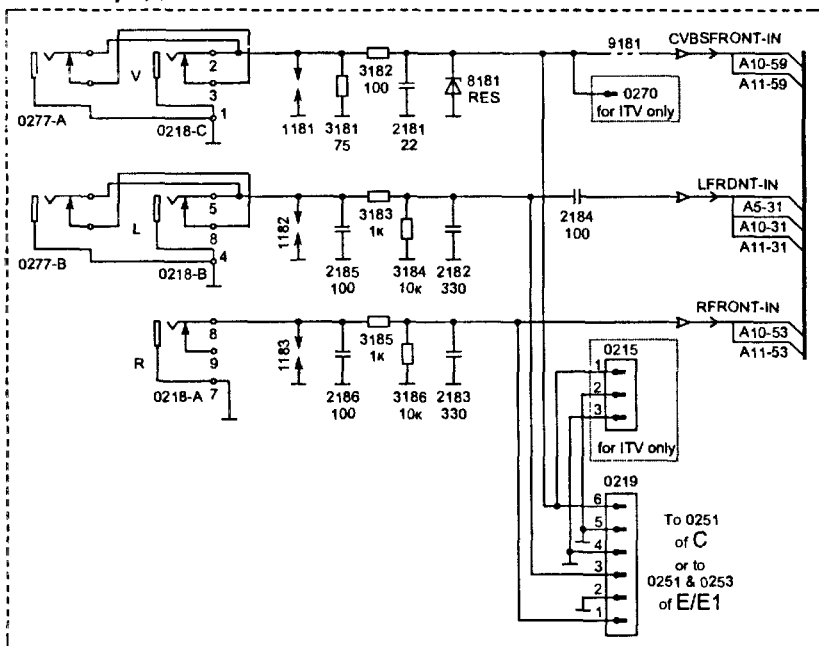 9181
CVBSFRONT-IN
A10-59
A11-59
2
3182
100
8181
RES
0270
for ITV only
V
3
1
0277-A
0218-C
1181
3181
75
2181
22
LFRDNT-IN
A5-31
A10-31
A11-31
5
3183
1к
2184
100
L
8
4
1182
0277-B
0218-B
2185
100
3184
10к
2182
330
RFRONT-IN
A10-53
A11-53
8
3185
1к
R
9
7
1183
0218-A
2186
100
3186
10к
2183
330
0215
1
2
3
for ITV only
0219
6
5
4
3
2
1
To 0251
of C
or to
0251 & 0253
of E/E1